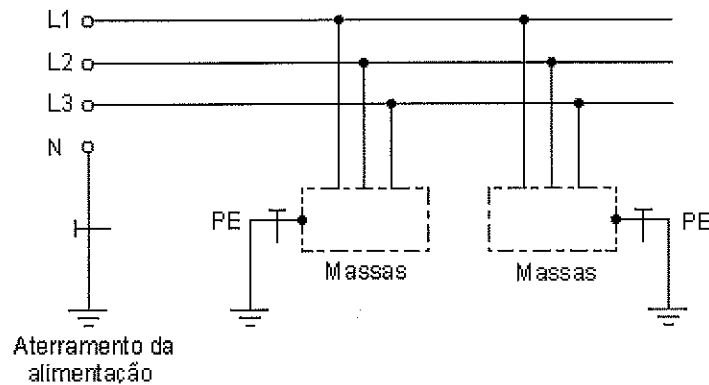 L1
L2
L3
N
PE
PE
Massas
Massas
Aterramento da
alimentação